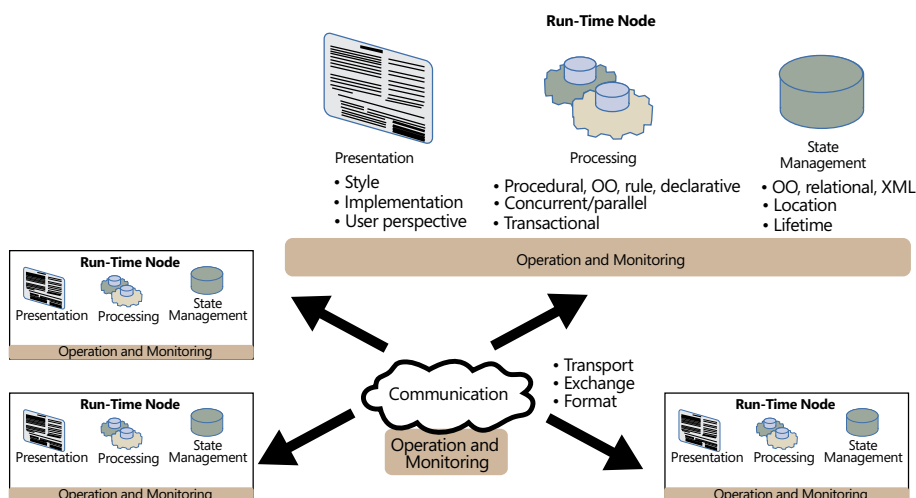 Run-Time Node
Presentation
• Style
• Implementation
• User perspective
Processing
• Procedural, OO, rule, declarative
• Concurrent/parallel
• Transactional
State
Management
• OO, relational, XML
• Location
• Lifetime
Operation and Monitoring
Run-Time Node
Presentation
Processing
State
Management
Operation and Monitoring
Communication
• Transport
• Exchange
• Format
Operation and
Monitoring
Run-Time Node
Presentation
Processing
State
Management
Operation and Monitoring
Run-Time Node
Presentation
Processing
State
Management
Operation and Monitoring